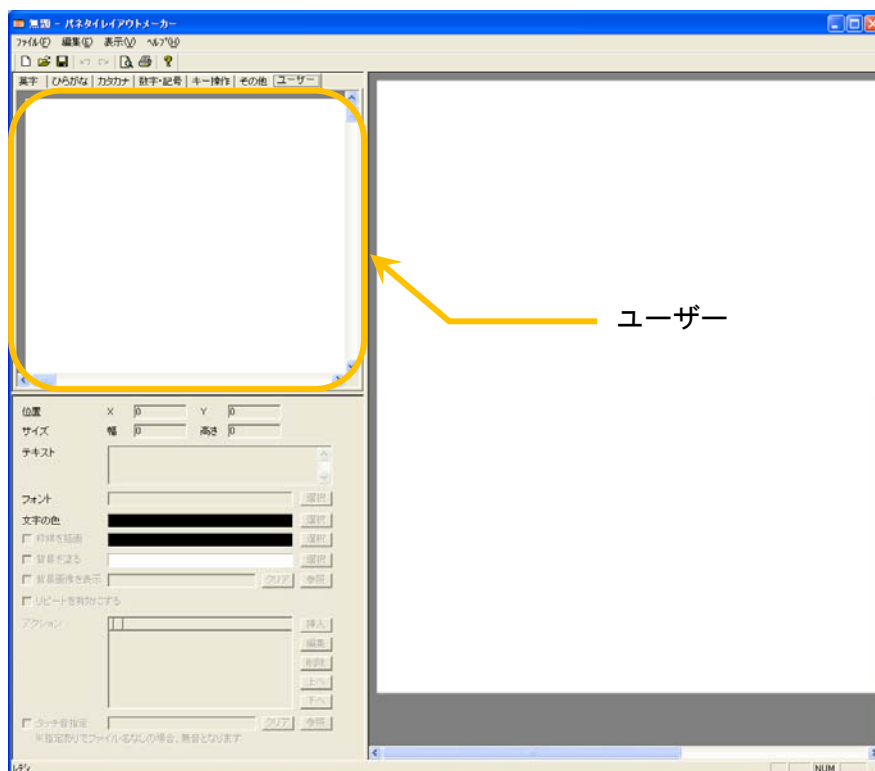 無題 - パネタイレイアウトメーカー
ﾌｧｲﾙ(F) 編集(E) 表示(V) ﾍﾙﾌﾟ(H)
英字 ひらがな カタカナ 数字・記号 キー操作 その他 ユーザー
ユーザー
位置 X 0 Y 0
サイズ 幅 0 高さ 0
テキスト
フォント 選択
文字の色 選択
枠線を描画 選択
背景を塗る 選択
背景画像を表示 クリア 参照
リピートを有効にする
アクション 挿入
編集
削除
上へ
下へ
タッチ音指定 クリア 参照
※指定ありでファイル名なしの場合、無音となります
ﾚﾃﾞｨ NUM